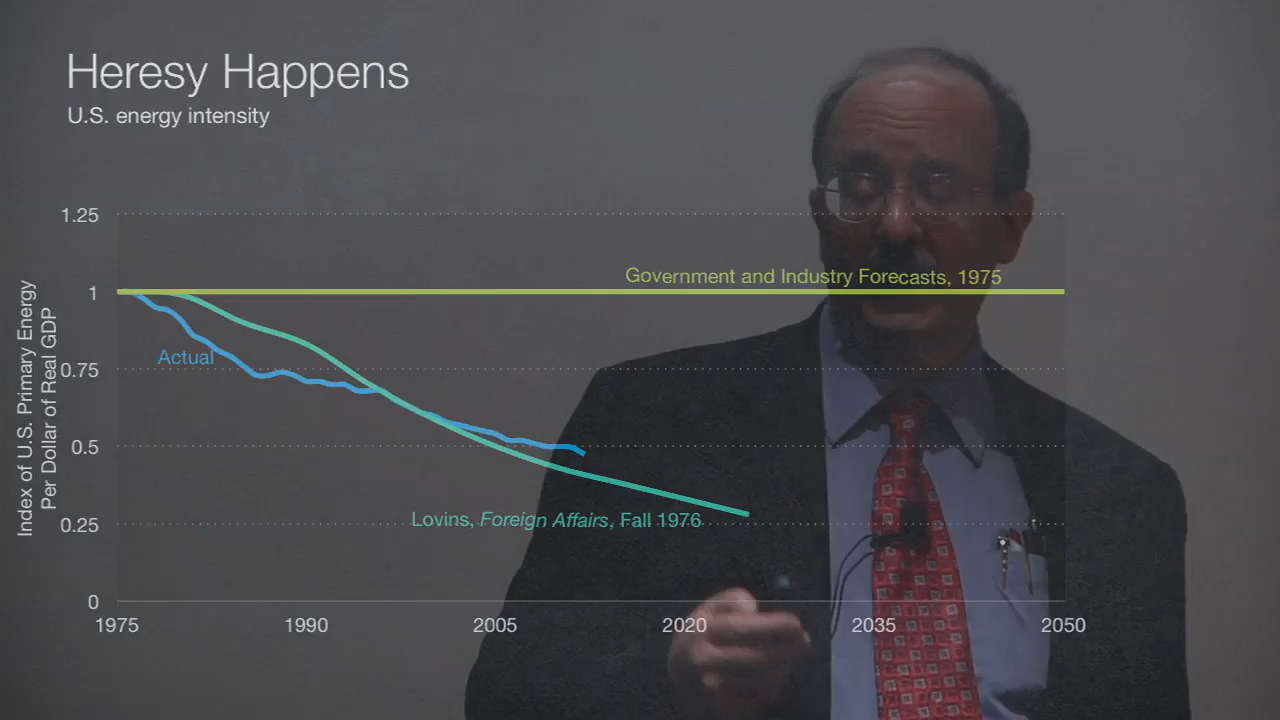 Heresy Happens
U.S. energy intensity
Index of U.S. Primary Energy
Per Dollar of Real GDP
1.25
1
0.75
0.5
0.25
0
Government and Industry Forecasts, 1975
Actual
Lovins, Foreign Affairs, Fall 1976
1975
1990
2005
2020
2035
2050